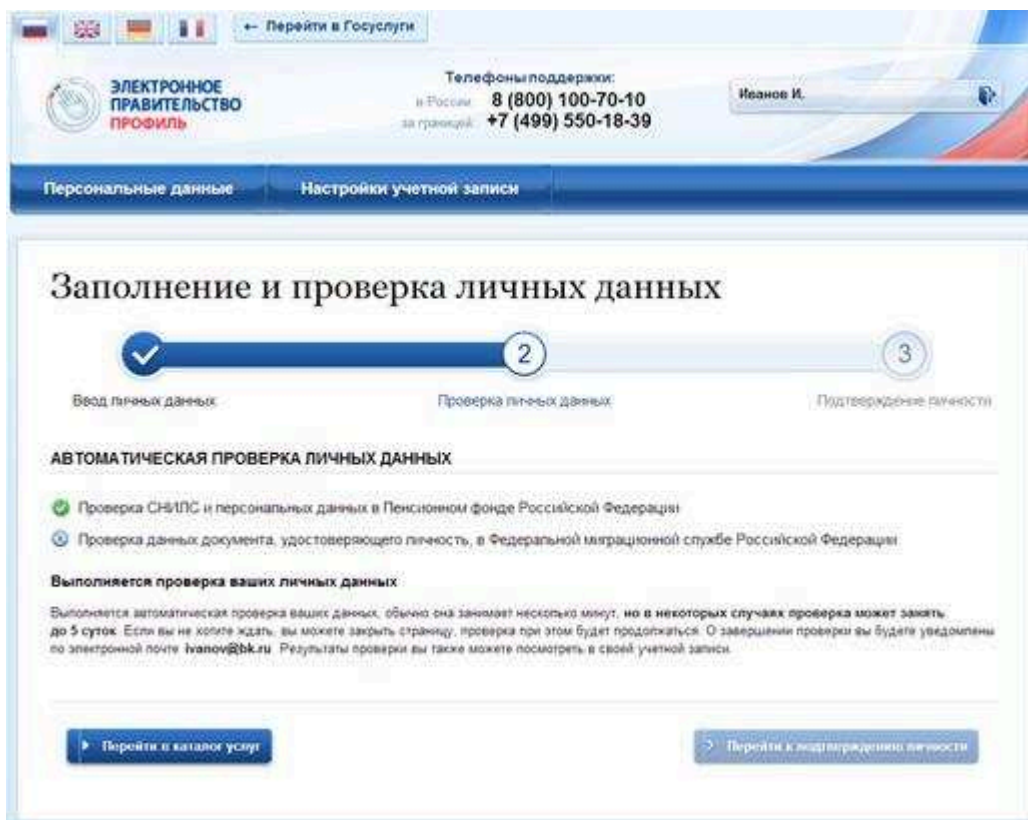 ← Перейти в Госуслуги
ЭЛЕКТРОННОЕ
ПРАВИТЕЛЬСТВО
ПРОФИЛЬ
Телефоны поддержки:
в России 8 (800) 100-70-10
за границей +7 (499) 550-18-39
Иванов И.
Персональные данные Настройки учетной записи
Заполнение и проверка личных данных
2 3
Ввод личных данных Проверка личных данных Подтверждение личности
АВТОМАТИЧЕСКАЯ ПРОВЕРКА ЛИЧНЫХ ДАННЫХ
Проверка СНИЛС и персональных данных в Пенсионном фонде Российской Федерации
Проверка данных документа, удостоверяющего личность, в Федеральной миграционной службе Российской Федерации
Выполняется проверка ваших личных данных
Выполняется автоматическая проверка ваших данных, обычно она занимает несколько минут, но в некоторых случаях проверка может занять
до 5 суток. Если вы не хотите ждать, вы можете закрыть страницу, проверка при этом будет продолжаться. О завершении проверки вы будете уведомлены
по электронной почте ivanov@bk.ru. Результаты проверки вы также можете посмотреть в своей учетной записи.
Перейти в каталог услуг Перейти к подтверждению личности